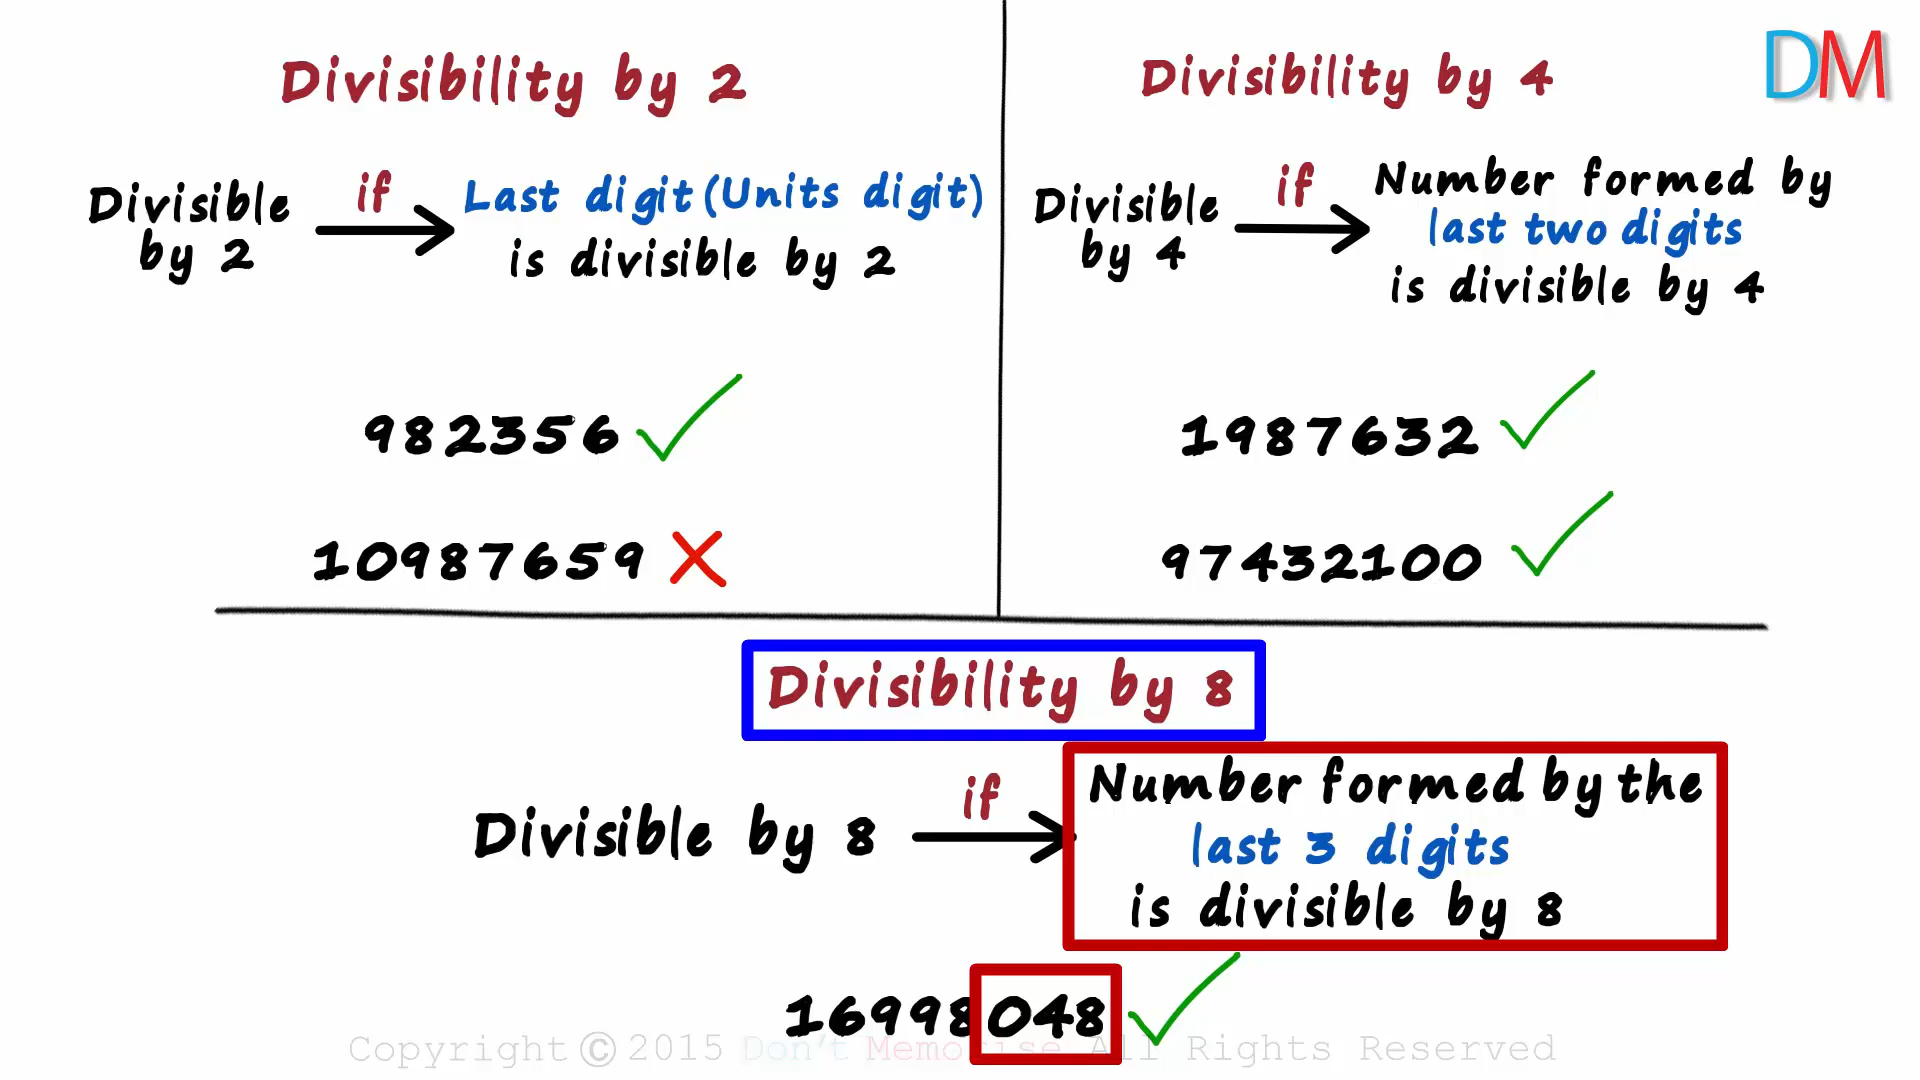 Divisibility by 2
Divisible by 2
if
Last digit (Units digit)
is divisible by 2
982356
10987659
DM
Divisibility by 4
Divisible by 4
if
Number formed by
last two digits
is divisible by 4
1987632
97432100
Divisibility by 8
Divisible by 8
if
Number formed by the
last 3 digits
is divisible by 8
16998048
Copyright © 2015 Don't Memorise All Rights Reserved